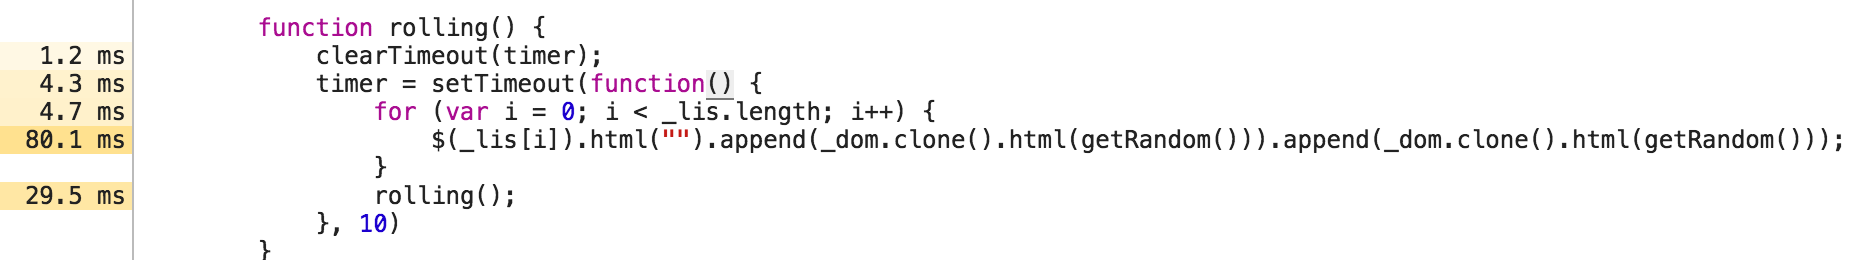 function rolling() {
1.2 ms clearTimeout(timer);
4.3 ms timer = setTimeout(function() {
4.7 ms for (var i = 0; i < _lis.length; i++) {
80.1 ms $(_lis[i]).html("").append(_dom.clone().html(getRandom())).append(_dom.clone().html(getRandom()));
}
29.5 ms rolling();
}, 10)
}